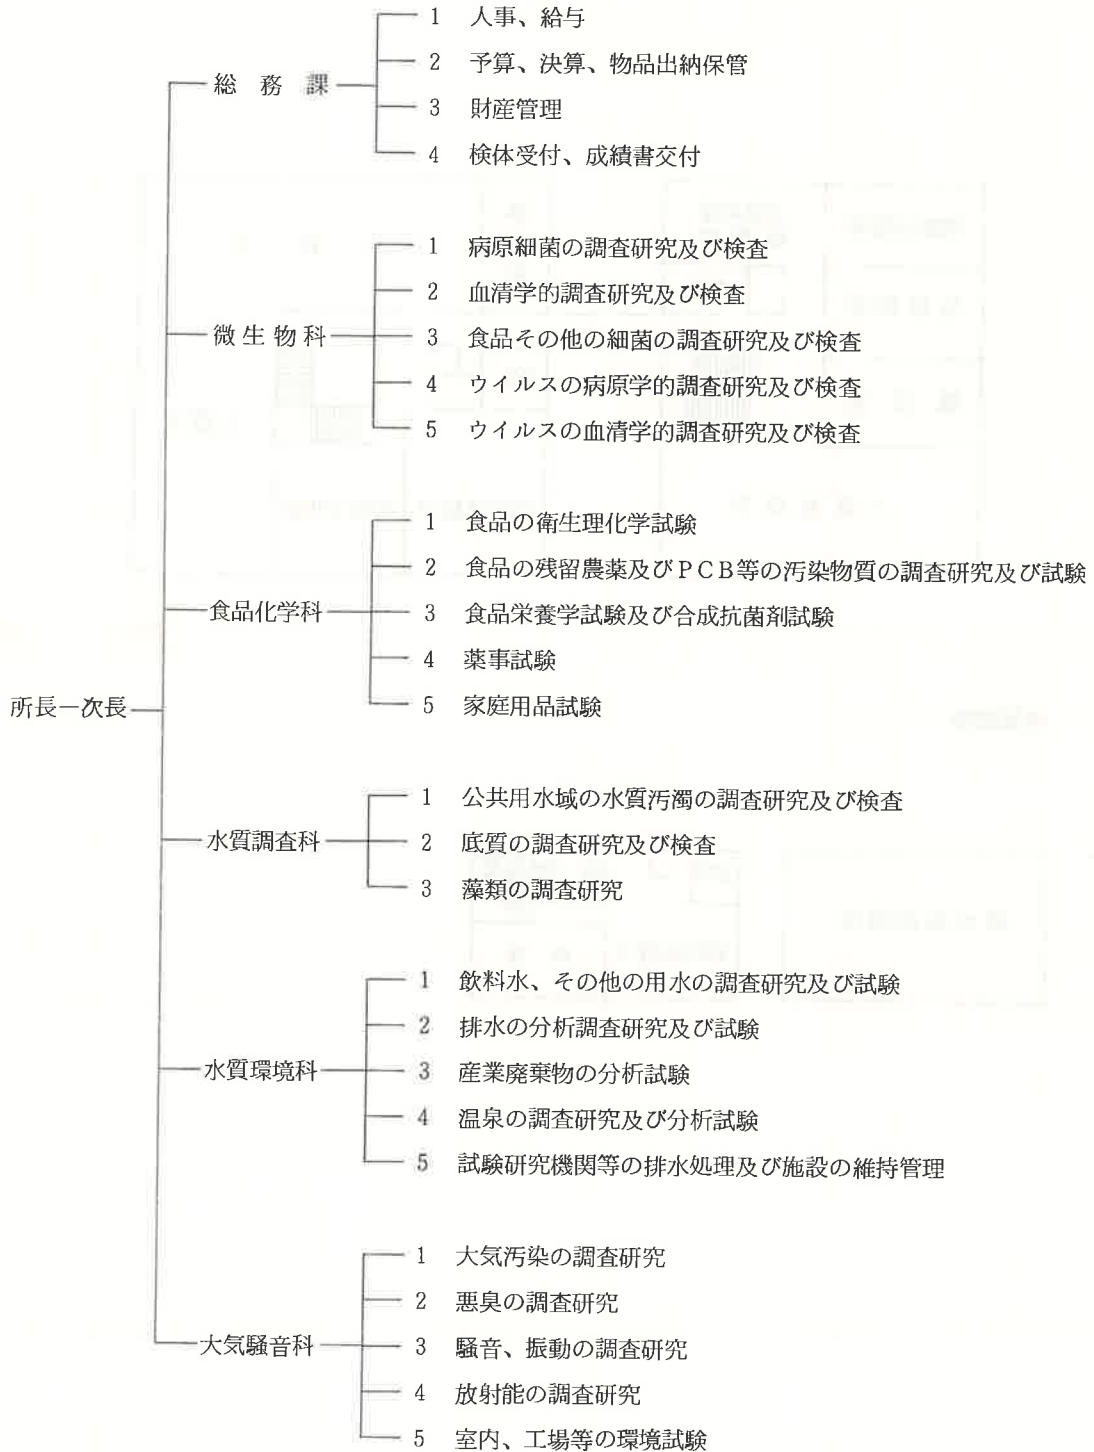 所長―次長
総務課
1 人事、給与
2 予算、決算、物品出納保管
3 財産管理
4 検体受付、成績書交付
微生物科
1 病原細菌の調査研究及び検査
2 血清学的調査研究及び検査
3 食品その他の細菌の調査研究及び検査
4 ウイルスの病原学的調査研究及び検査
5 ウイルスの血清学的調査研究及び検査
食品化学科
1 食品の衛生理化学試験
2 食品の残留農薬及びPCB等の汚染物質の調査研究及び試験
3 食品栄養学試験及び合成抗菌剤試験
4 薬事試験
5 家庭用品試験
水質調査科
1 公共用水域の水質汚濁の調査研究及び検査
2 底質の調査研究及び検査
3 藻類の調査研究
水質環境科
1 飲料水、その他の用水の調査研究及び試験
2 排水の分析調査研究及び試験
3 産業廃棄物の分析試験
4 温泉の調査研究及び分析試験
5 試験研究機関等の排水処理及び施設の維持管理
大気騒音科
1 大気汚染の調査研究
2 悪臭の調査研究
3 騒音、振動の調査研究
4 放射能の調査研究
5 室内、工場等の環境試験